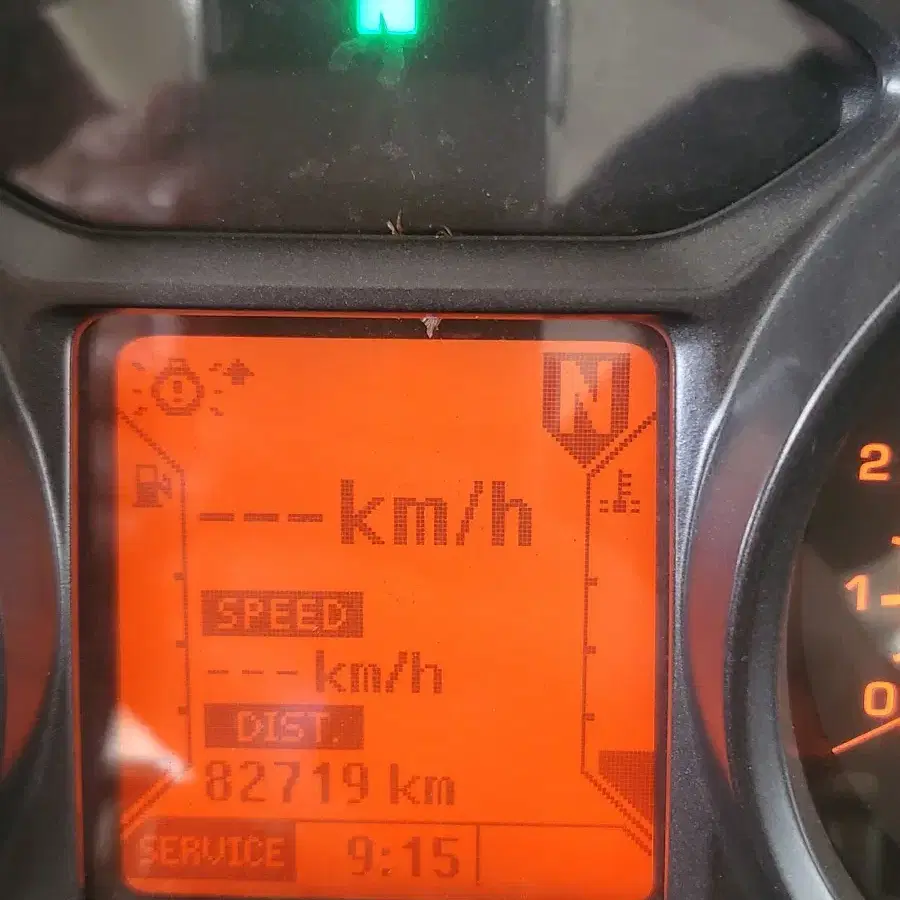 N
N
---km/h
SPEED
--- km/h
DIST.
82719 km
SERVICE 9:15
2
1
0